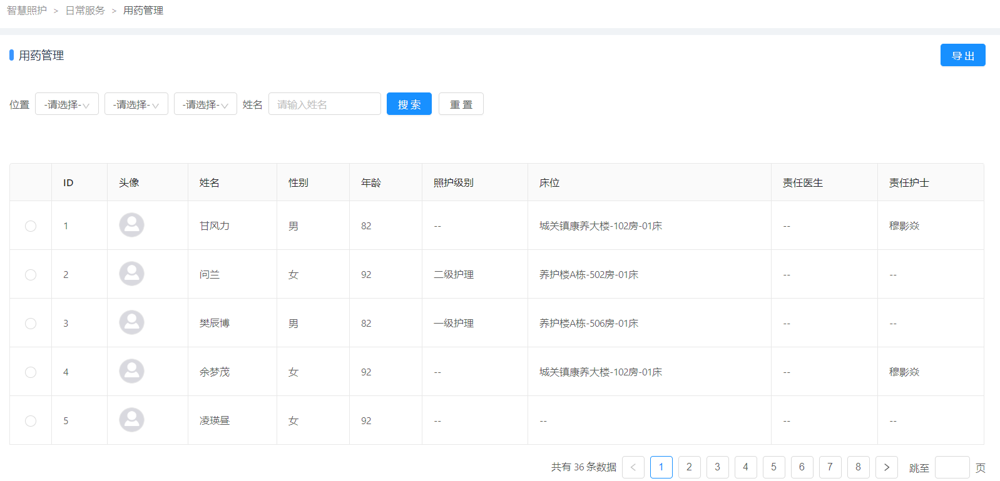 智慧照护 > 日常服务 > 用药管理
用药管理 导 出
位置 -请选择- -请选择- -请选择- 姓名 请输入姓名 搜 索 重 置
ID 头像 姓名 性别 年龄 照护级别 床位 责任医生 责任护士
1 甘风力 男 82 -- 城关镇康养大楼-102房-01床 -- 穆影焱
2 问兰 女 92 二级护理 养护楼A栋-502房-01床 -- --
3 樊辰博 男 82 一级护理 养护楼A栋-506房-01床 -- --
4 余梦茂 女 92 -- 城关镇康养大楼-102房-01床 -- 穆影焱
5 凌瑛昼 女 92 -- -- -- --
共有 36 条数据 < 1 2 3 4 5 6 7 8 > 跳至 页